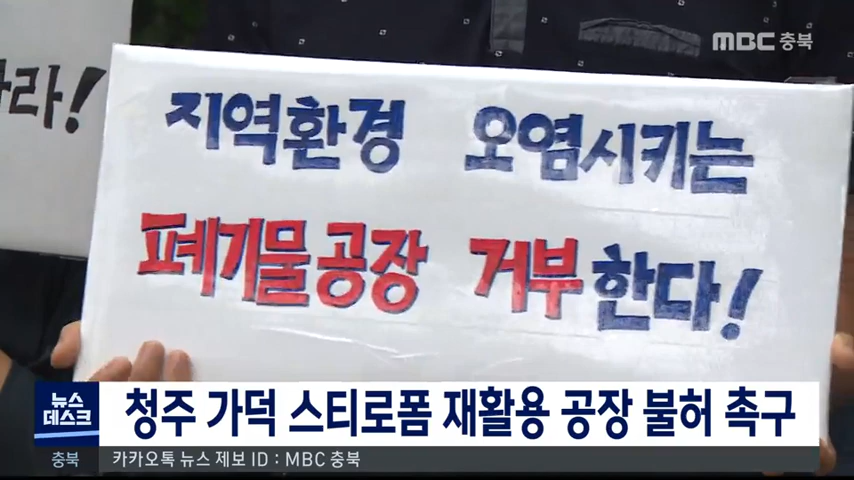 MBC 충북
라!
지역환경 오염시키는
폐기물공장 거부한다!
뉴스
데스크
청주 가덕 스티로폼 재활용 공장 불허 촉구
충북
카카오톡 뉴스 제보 ID : MBC 충북